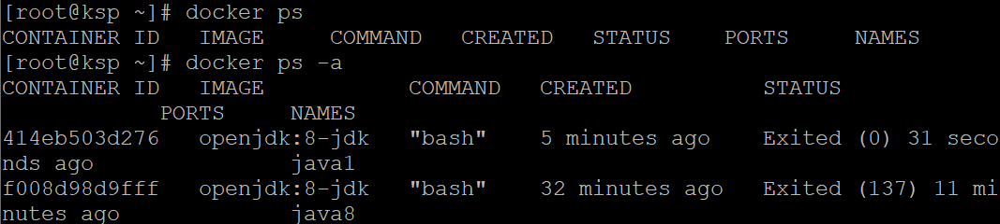 [root@ksp ~]# docker ps
CONTAINER ID   IMAGE     COMMAND   CREATED   STATUS    PORTS     NAMES
[root@ksp ~]# docker ps -a
CONTAINER ID   IMAGE           COMMAND   CREATED          STATUS
            PORTS     NAMES
414eb503d276   openjdk:8-jdk   "bash"    5 minutes ago    Exited (0) 31 seco
nds ago               java1
f008d98d9fff   openjdk:8-jdk   "bash"    32 minutes ago   Exited (137) 11 mi
nutes ago             java8